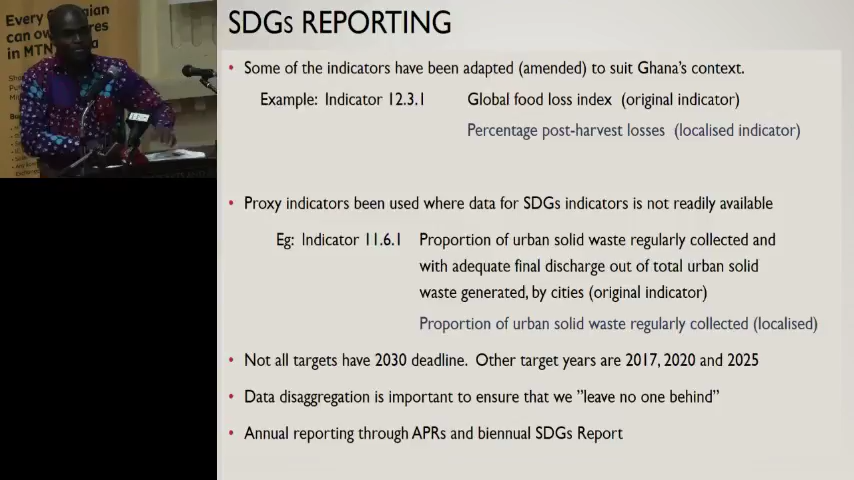 Every
can ow res
in MTN
SDGs REPORTING
• Some of the indicators have been adapted (amended) to suit Ghana's context.
Example: Indicator 12.3.1 Global food loss index (original indicator)
Percentage post-harvest losses (localised indicator)
• Proxy indicators been used where data for SDGs indicators is not readily available
Eg: Indicator 11.6.1 Proportion of urban solid waste regularly collected and
with adequate final discharge out of total urban solid
waste generated, by cities (original indicator)
Proportion of urban solid waste regularly collected (localised)
• Not all targets have 2030 deadline. Other target years are 2017, 2020 and 2025
• Data disaggregation is important to ensure that we "leave no one behind"
• Annual reporting through APRs and biennual SDGs Report